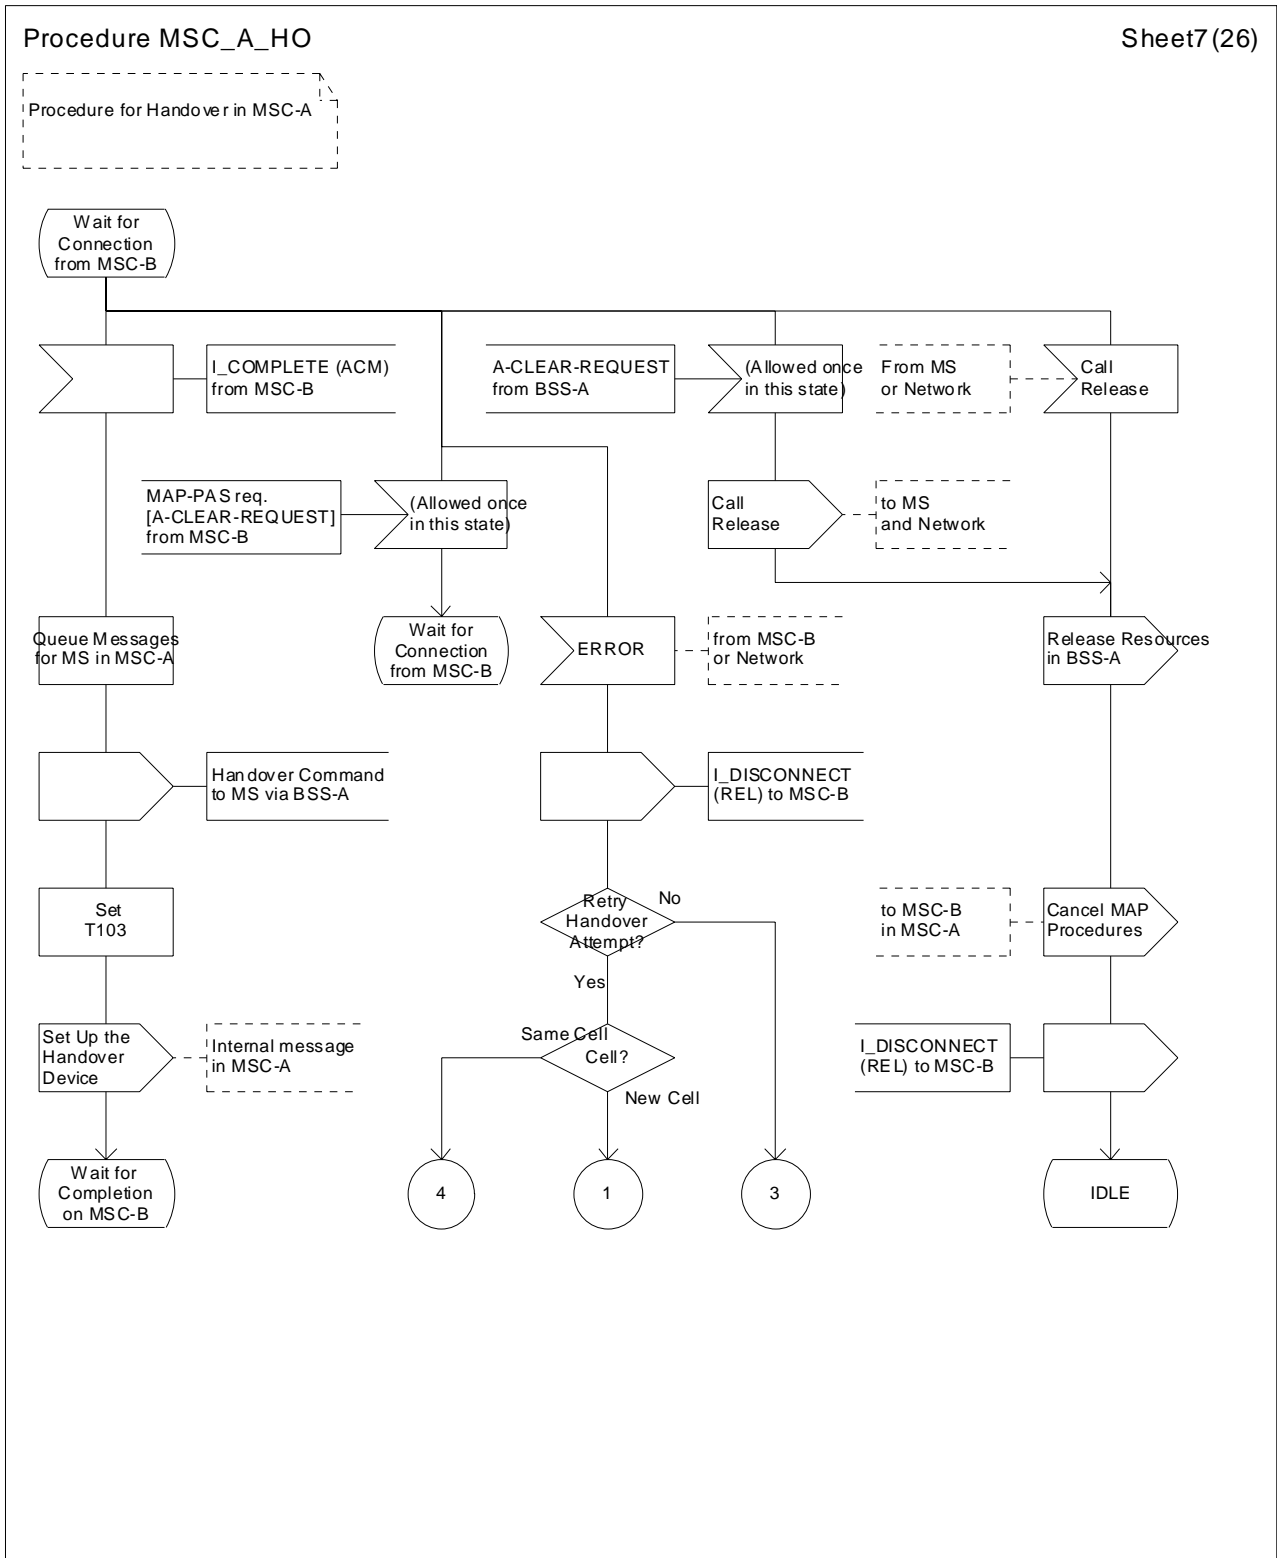 Procedure MSC_A_HO
Sheet7(26)
Procedure for Handover in MSC-A
Wait for
Connection
from MSC-B
I_COMPLETE (ACM)
from MSC-B
A-CLEAR-REQUEST
from BSS-A
(Allowed once
in this state)
From MS
or Network
Call
Release
MAP-PAS req.
[A-CLEAR-REQUEST]
from MSC-B
(Allowed once
in this state)
Call
Release
to MS
and Network
Queue Messages
for MS in MSC-A
Wait for
Connection
from MSC-B
ERROR
from MSC-B
or Network
Release Resources
in BSS-A
Handover Command
to MS via BSS-A
I_DISCONNECT
(REL) to MSC-B
Set
T103
Retry
Handover
Attempt?
No
to MSC-B
in MSC-A
Cancel MAP
Procedures
Yes
Set Up the
Handover
Device
Internal message
in MSC-A
Same Cell
Cell?
New Cell
I_DISCONNECT
(REL) to MSC-B
Wait for
Completion
on MSC-B
4
1
3
IDLE